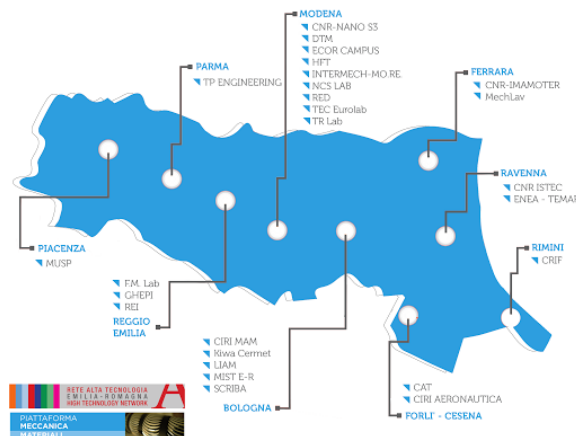 MODENA
CNR-NANO S3
DTM
ECOR CAMPUS
HFT
INTERMECH-MO.RE.
NCS LAB
RED
TEC Eurolab
TR Lab
PARMA
TP ENGINEERING
FERRARA
CNR-IMAMOTER
MechLav
RAVENNA
CNR ISTEC
ENEA - TEMAF
PIACENZA
MUSP
RIMINI
CRIF
F.M. Lab
GHEPI
REI
REGGIO
EMILIA
CIRI MAM
Kiwa Cermet
LIAM
MIST E-R
SCRIBA
BOLOGNA
CAT
CIRI AERONAUTICA
FORLI' - CESENA
RETE ALTA TECNOLOGIA
EMILIA-ROMAGNA
HIGH TECHNOLOGY NETWORK
PIATTAFORMA
MECCANICA
MATERIALI